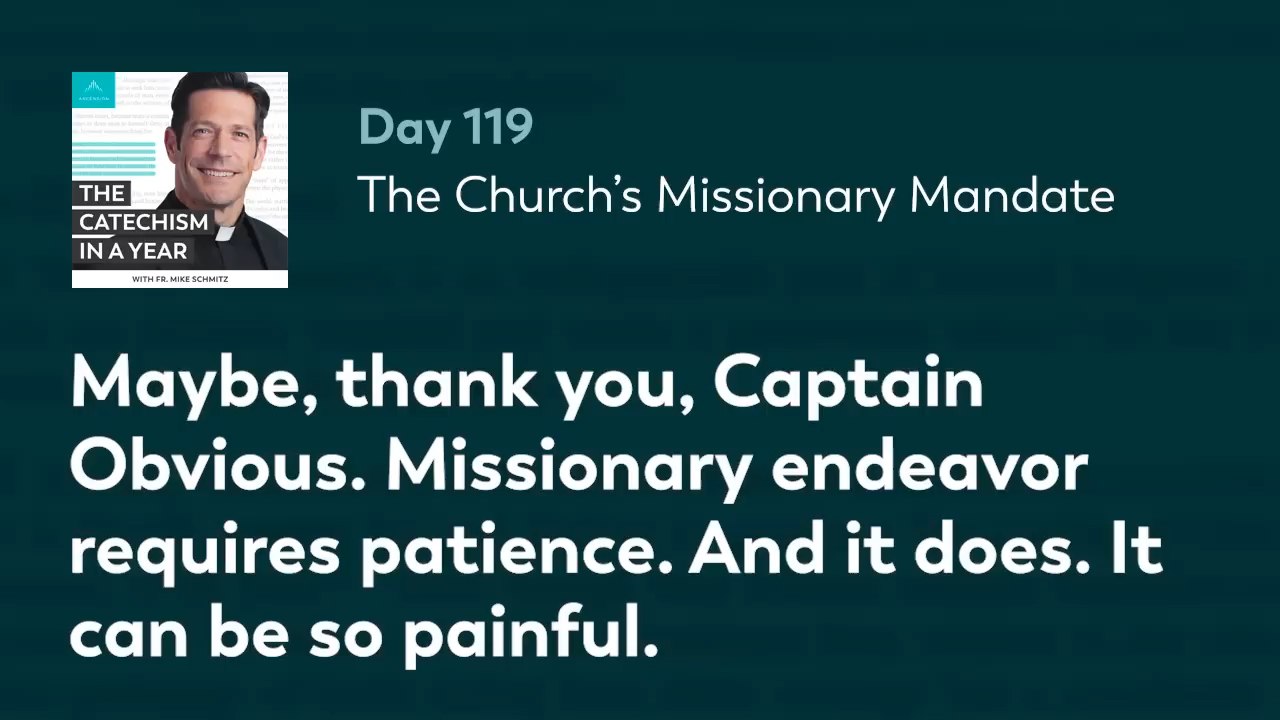 ASCENSION
THE
CATECHISM
IN A YEAR
WITH FR. MIKE SCHMITZ
Day 119
The Church’s Missionary Mandate
Maybe, thank you, Captain
Obvious. Missionary endeavor
requires patience. And it does. It
can be so painful.